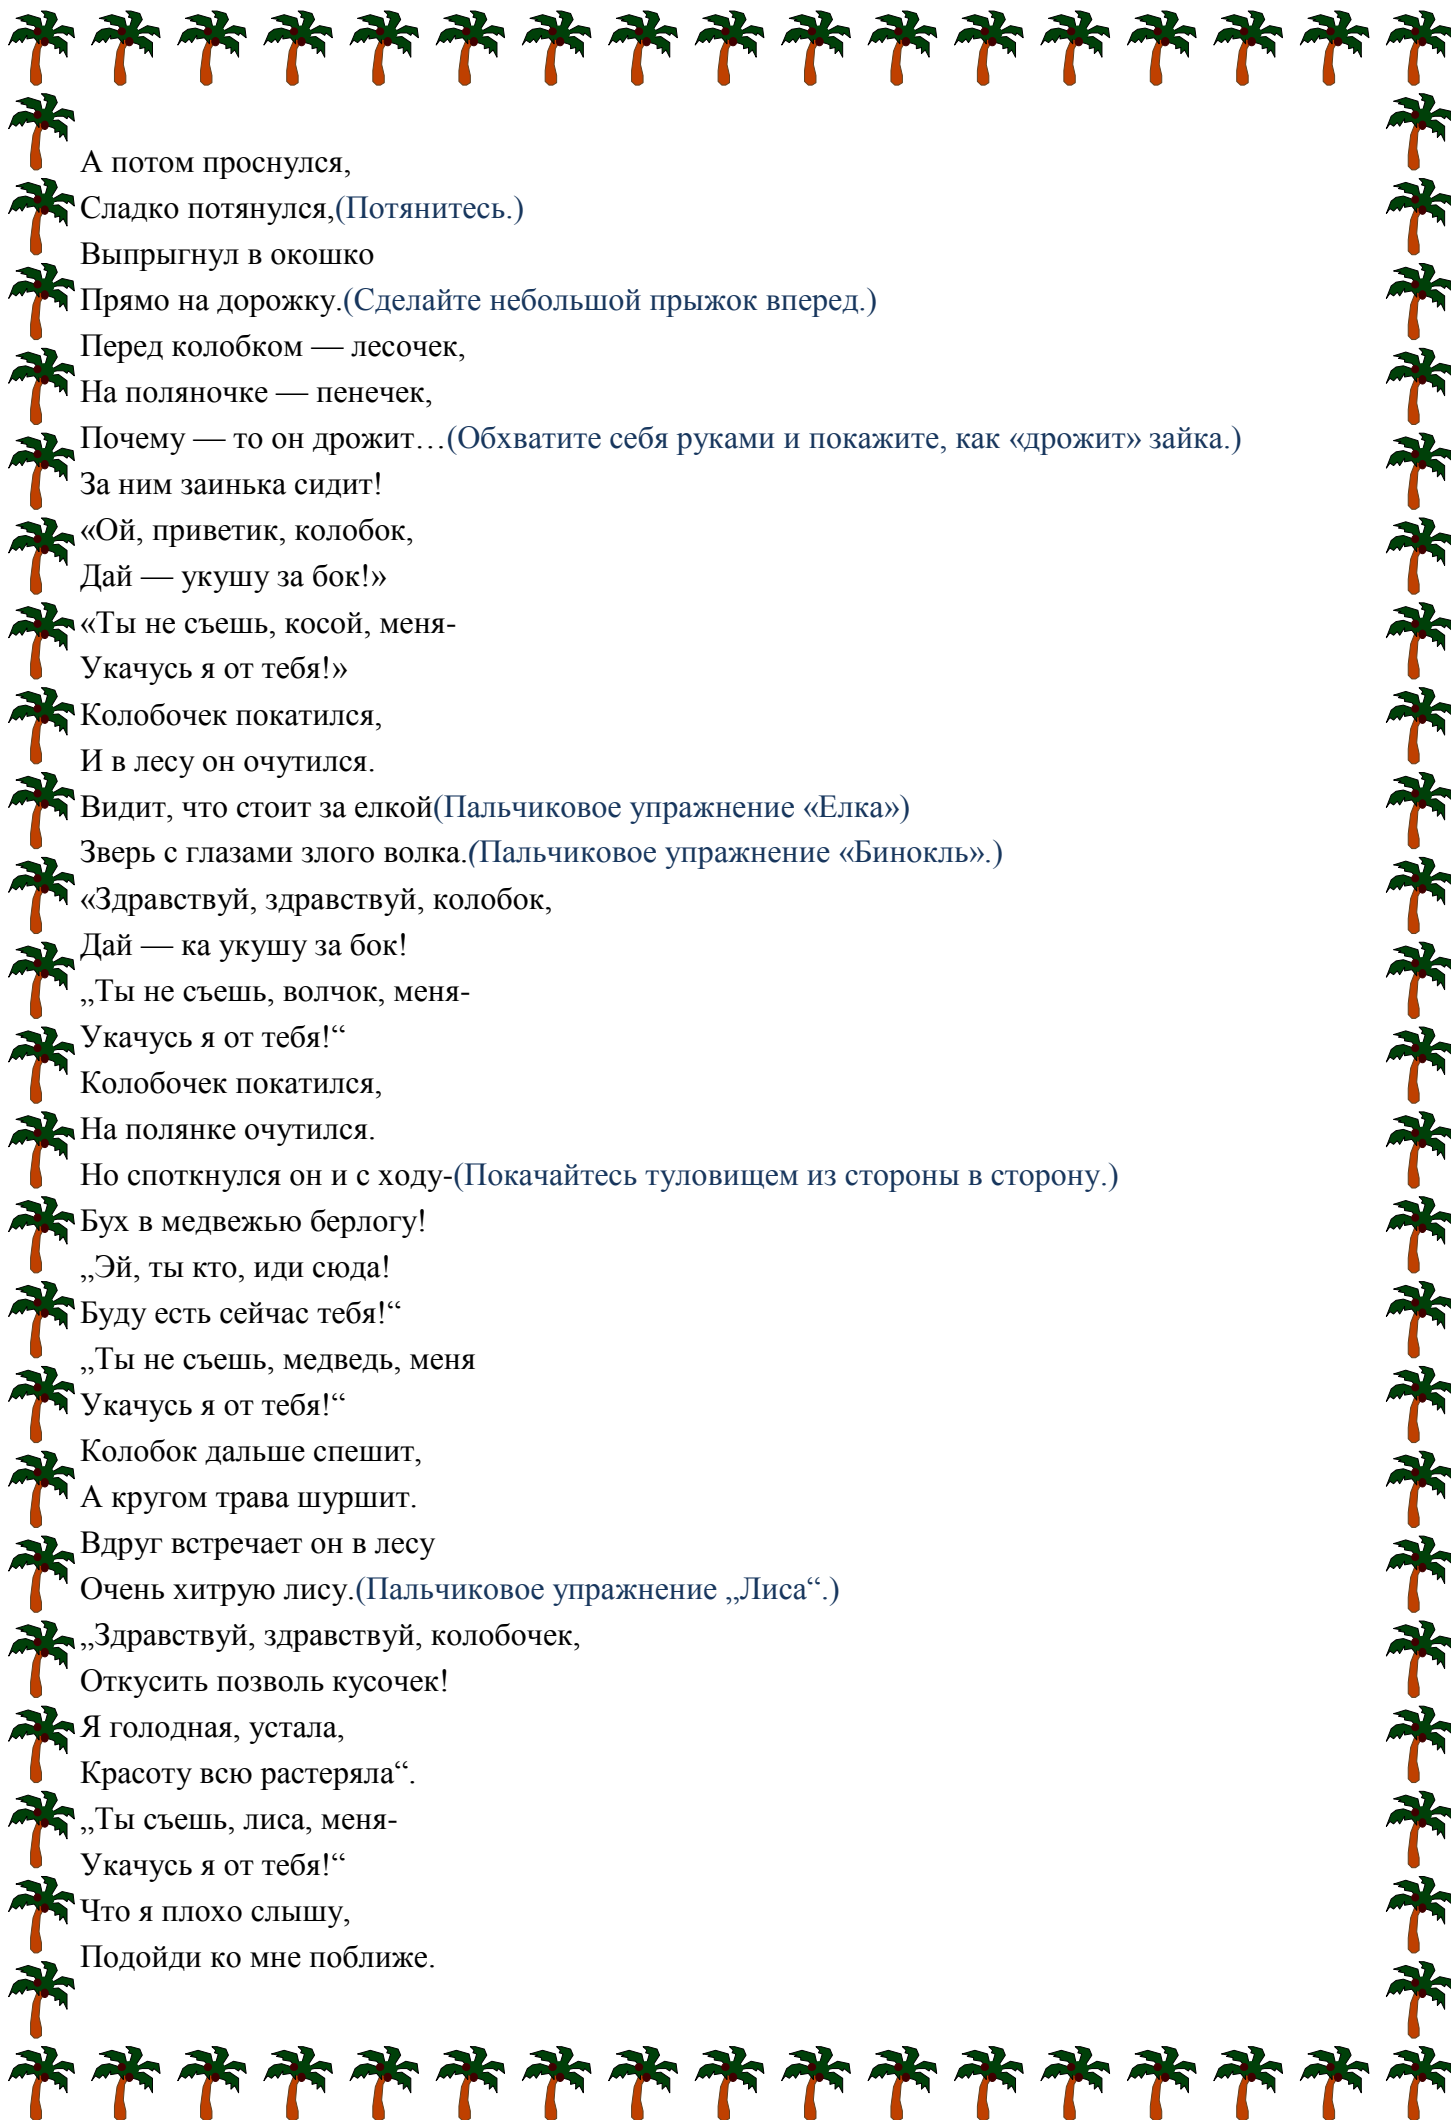 А потом проснулся,
Сладко потянулся,(Потянитесь.)
Выпрыгнул в окошко
Прямо на дорожку.(Сделайте небольшой прыжок вперед.)
Перед колобком — лесочек,
На поляночке — пенечек,
Почему — то он дрожит…(Обхватите себя руками и покажите, как «дрожит» зайка.)
За ним заинька сидит!
«Ой, приветик, колобок,
Дай — укушу за бок!»
«Ты не съешь, косой, меня-
Укачусь я от тебя!»
Колобочек покатился,
И в лесу он очутился.
Видит, что стоит за елкой(Пальчиковое упражнение «Елка»)
Зверь с глазами злого волка.(Пальчиковое упражнение «Бинокль».)
«Здравствуй, здравствуй, колобок,
Дай — ка укушу за бок!
„Ты не съешь, волчок, меня-
Укачусь я от тебя!“
Колобочек покатился,
На полянке очутился.
Но споткнулся он и с ходу-(Покачайтесь туловищем из стороны в сторону.)
Бух в медвежью берлогу!
„Эй, ты кто, иди сюда!
Буду есть сейчас тебя!“
„Ты не съешь, медведь, меня
Укачусь я от тебя!“
Колобок дальше спешит,
А кругом трава шуршит.
Вдруг встречает он в лесу
Очень хитрую лису.(Пальчиковое упражнение „Лиса“.)
„Здравствуй, здравствуй, колобочек,
Откусить позволь кусочек!
Я голодная, устала,
Красоту всю растеряла“.
„Ты съешь, лиса, меня-
Укачусь я от тебя!“
Что я плохо слышу,
Подойди ко мне поближе.